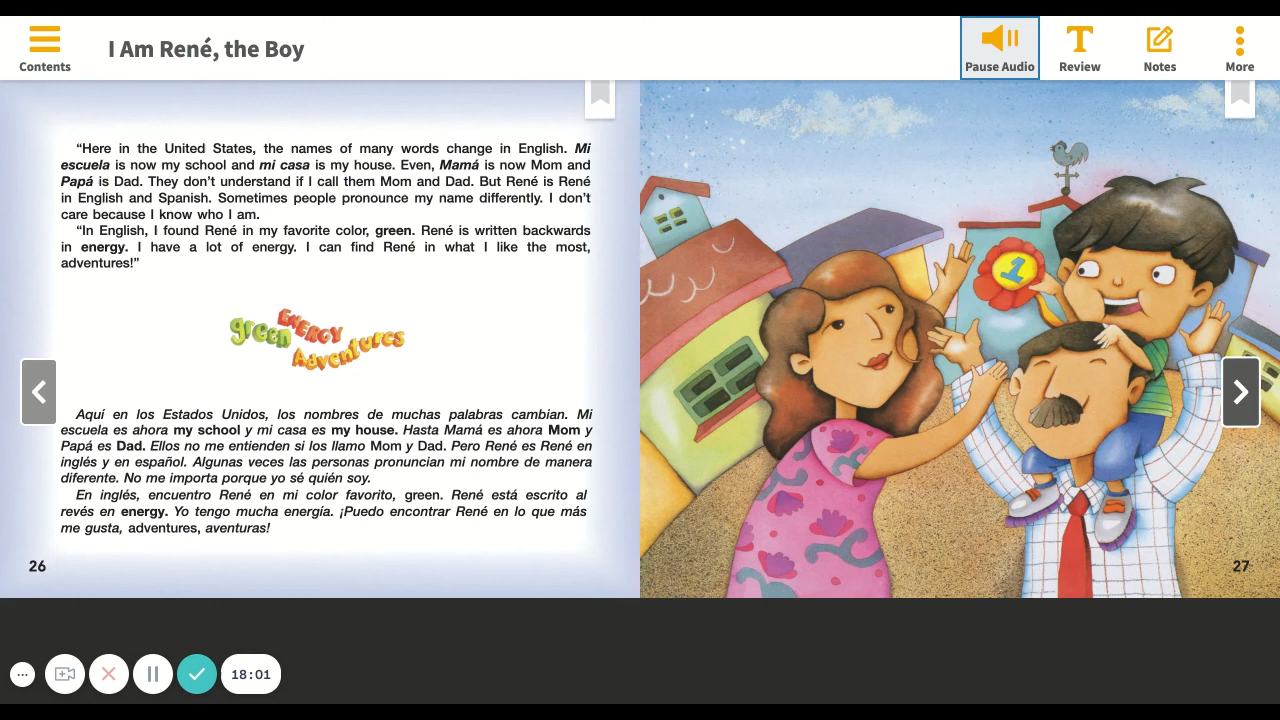 Contents
I Am René, the Boy
Pause Audio
Review
Notes
More
“Here in the United States, the names of many words change in English. Mi
escuela is now my school and mi casa is my house. Even, Mamá is now Mom and
Papá is Dad. They don’t understand if I call them Mom and Dad. But René is René
in English and Spanish. Sometimes people pronounce my name differently. I don’t
care because I know who I am.
“In English, I found René in my favorite color, green. René is written backwards
in energy. I have a lot of energy. I can find René in what I like the most,
adventures!”
ENERGY
green
Adventures
Aquí en los Estados Unidos, los nombres de muchas palabras cambian. Mi
escuela es ahora my school y mi casa es my house. Hasta Mamá es ahora Mom y
Papá es Dad. Ellos no me entienden si los llamo Mom y Dad. Pero René es René en
inglés y en español. Algunas veces las personas pronuncian mi nombre de manera
diferente. No me importa porque yo sé quién soy.
En inglés, encuentro René en mi color favorito, green. René está escrito al
revés en energy. Yo tengo mucha energía. ¡Puedo encontrar René en lo que más
me gusta, adventures, aventuras!
26
1
27
18:01